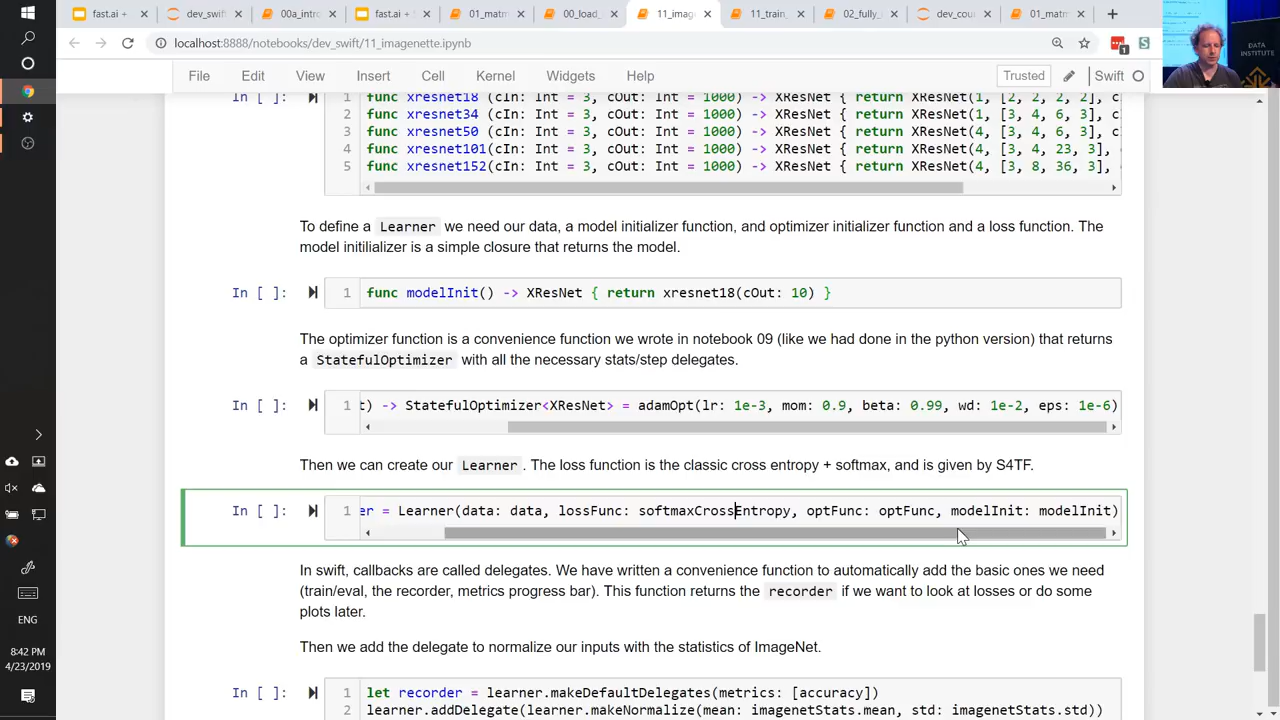 fast.ai
dev_swift
00a_intro
fastai - S
00_load_
11_image
_train
_fully_
dev_cou
01_matr
localhost:8888/notebooks/dev_swift/11_imagenette.ipynb
1
DATA
INSTITUTE
File Edit View Insert Cell Kernel Widgets Help
Trusted
Swift
In [ ]:
1 func xresnet18 (cIn: Int = 3, cOut: Int = 1000) -> XResNet { return XResNet(1, [2, 2, 2, 2], c
2 func xresnet34 (cIn: Int = 3, cOut: Int = 1000) -> XResNet { return XResNet(1, [3, 4, 6, 3], c
3 func xresnet50 (cIn: Int = 3, cOut: Int = 1000) -> XResNet { return XResNet(4, [3, 4, 6, 3], c
4 func xresnet101(cIn: Int = 3, cOut: Int = 1000) -> XResNet { return XResNet(4, [3, 4, 23, 3],
5 func xresnet152(cIn: Int = 3, cOut: Int = 1000) -> XResNet { return XResNet(4, [3, 8, 36, 3],
To define a Learner we need our data, a model initializer function, and optimizer initializer function and a loss function. The
model initilializer is a simple closure that returns the model.
In [ ]: 1 func modelInit() -> XResNet { return xresnet18(cOut: 10) }
The optimizer function is a convenience function we wrote in notebook 09 (like we had done in the python version) that returns
a StatefulOptimizer with all the necessary stats/step delegates.
In [ ]: 1 t) -> StatefulOptimizer<XResNet> = adamOpt(lr: 1e-3, mom: 0.9, beta: 0.99, wd: 1e-2, eps: 1e-6)
Then we can create our Learner . The loss function is the classic cross entropy + softmax, and is given by S4TF.
In [ ]: 1 er = Learner(data: data, lossFunc: softmaxCrossEntropy, optFunc: optFunc, modelInit: modelInit)
In swift, callbacks are called delegates. We have written a convenience function to automatically add the basic ones we need
(train/eval, the recorder, metrics progress bar). This function returns the recorder if we want to look at losses or do some
plots later.
Then we add the delegate to normalize our inputs with the statistics of ImageNet.
In [ ]: 1 let recorder = learner.makeDefaultDelegates(metrics: [accuracy])
2 learner.addDelegate(learner.makeNormalize(mean: imagenetStats.mean, std: imagenetStats.std))
ENG
8:42 PM
4/23/2019